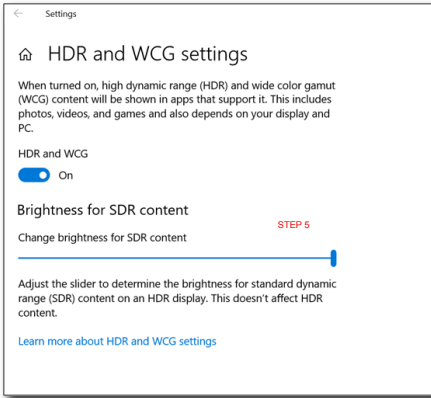 Settings
HDR and WCG settings
When turned on, high dynamic range (HDR) and wide color gamut
(WCG) content will be shown in apps that support it. This includes
photos, videos, and games and also depends on your display and
PC.
HDR and WCG
On
Brightness for SDR content
STEP 5
Change brightness for SDR content
Adjust the slider to determine the brightness for standard dynamic
range (SDR) content on an HDR display. This doesn't affect HDR
content.
Learn more about HDR and WCG settings